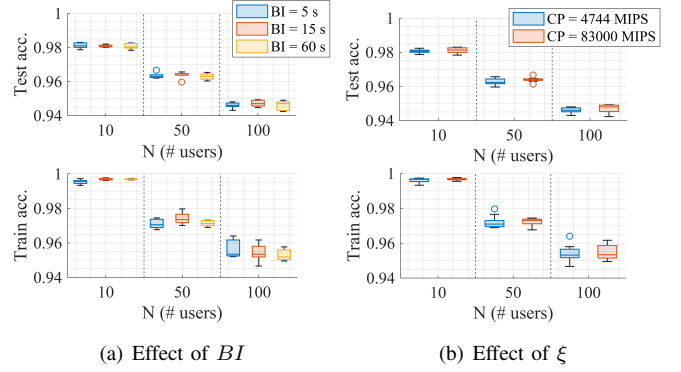 BI = 5 s
BI = 15 s
BI = 60 s
Test acc.
1
0.98
0.96
0.94
10
50
100
N (# users)
Train acc.
1
0.98
0.96
0.94
10
50
100
N (# users)
(a) Effect of BI
CP = 4744 MIPS
CP = 83000 MIPS
Test acc.
1
0.98
0.96
0.94
10
50
100
N (# users)
Train acc.
1
0.98
0.96
0.94
10
50
100
N (# users)
(b) Effect of ξ